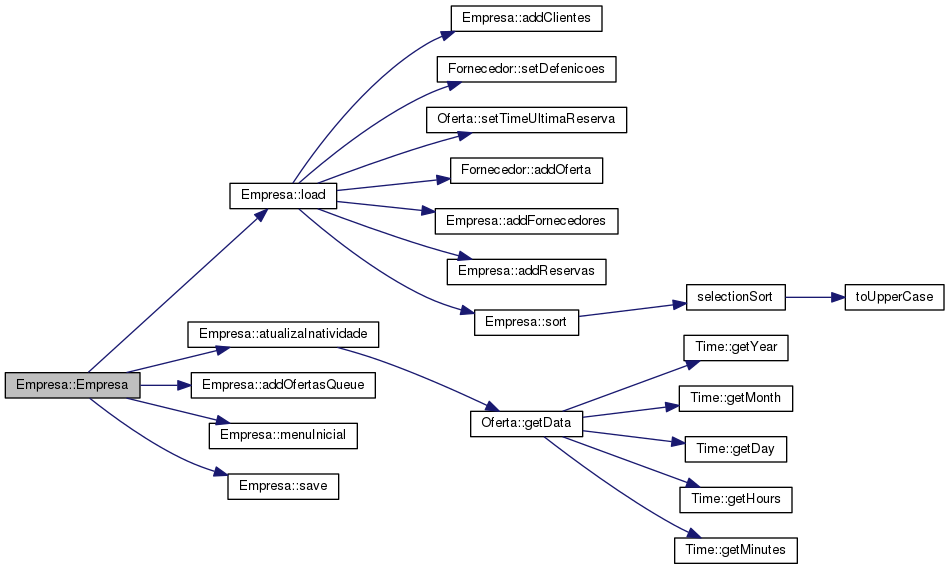 Empresa::addClientes
Fornecedor::setDefenicoes
Oferta::setTimeUltimaReserva
Fornecedor::addOferta
Empresa::load
Empresa::addFornecedores
Empresa::addReservas
selectionSort
toUpperCase
Empresa::sort
Empresa::atualizaInatividade
Time::getYear
Empresa::Empresa
Empresa::addOfertasQueue
Time::getMonth
Oferta::getData
Empresa::menuInicial
Time::getDay
Empresa::save
Time::getHours
Time::getMinutes